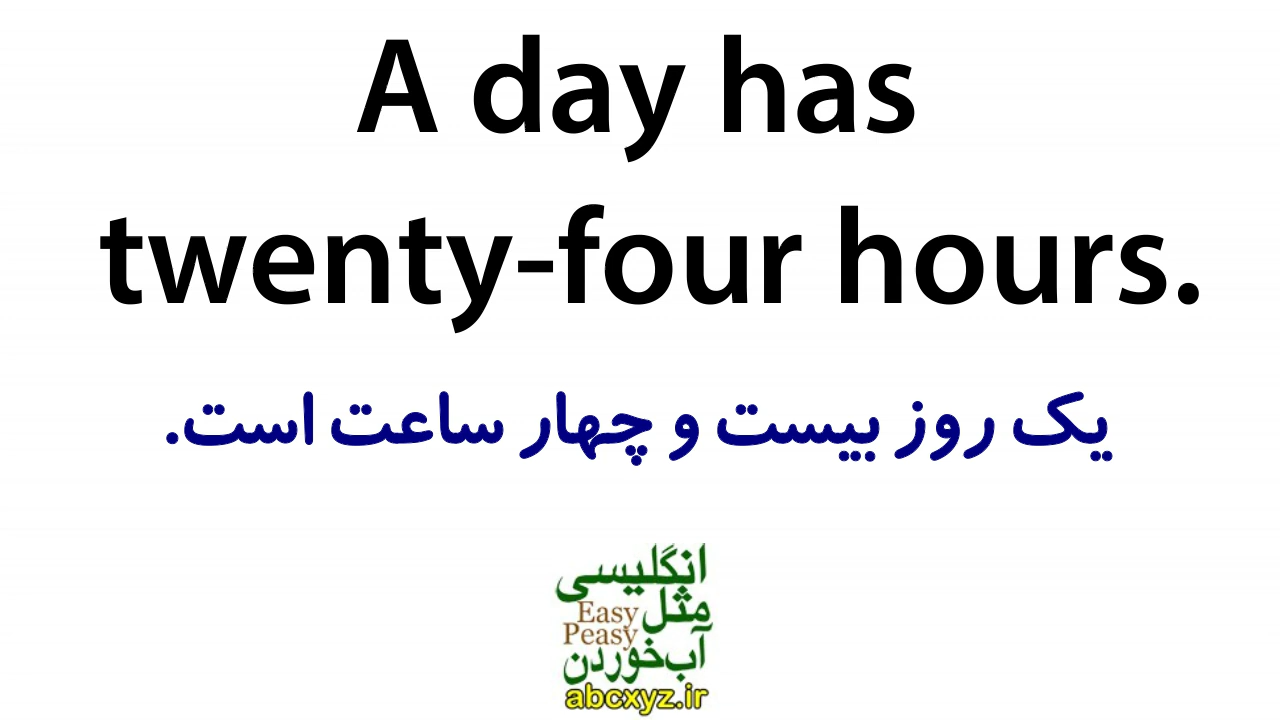 A day has
twenty-four hours.
یک روز بیست و چهار ساعت است.
انگلیسی
مثل
Easy
Peasy
آب‌خوردن
abcxyz.ir